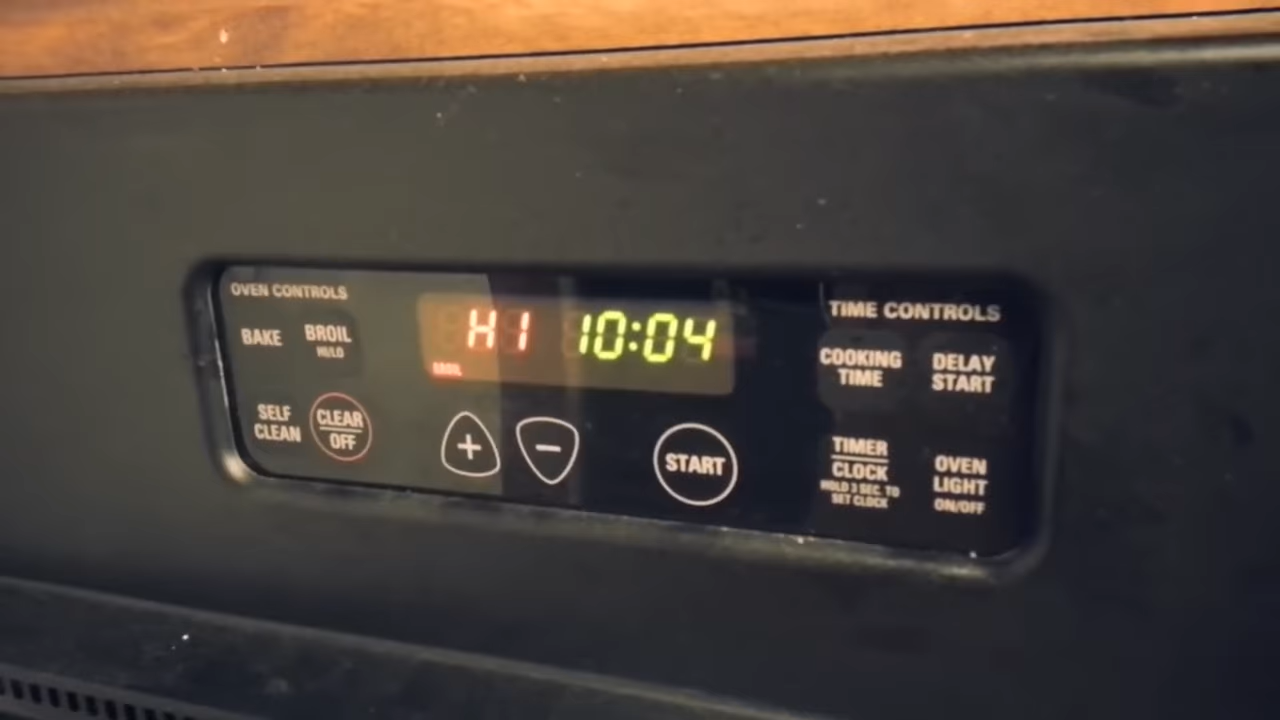 OVEN CONTROLS
BAKE
BROIL
HI/LO
SELF
CLEAN
CLEAR
OFF
HI 10:04
BROIL
+
−
START
TIME CONTROLS
COOKING
TIME
DELAY
START
TIMER
CLOCK
HOLD 3 SEC. TO
SET CLOCK
OVEN
LIGHT
ON/OFF